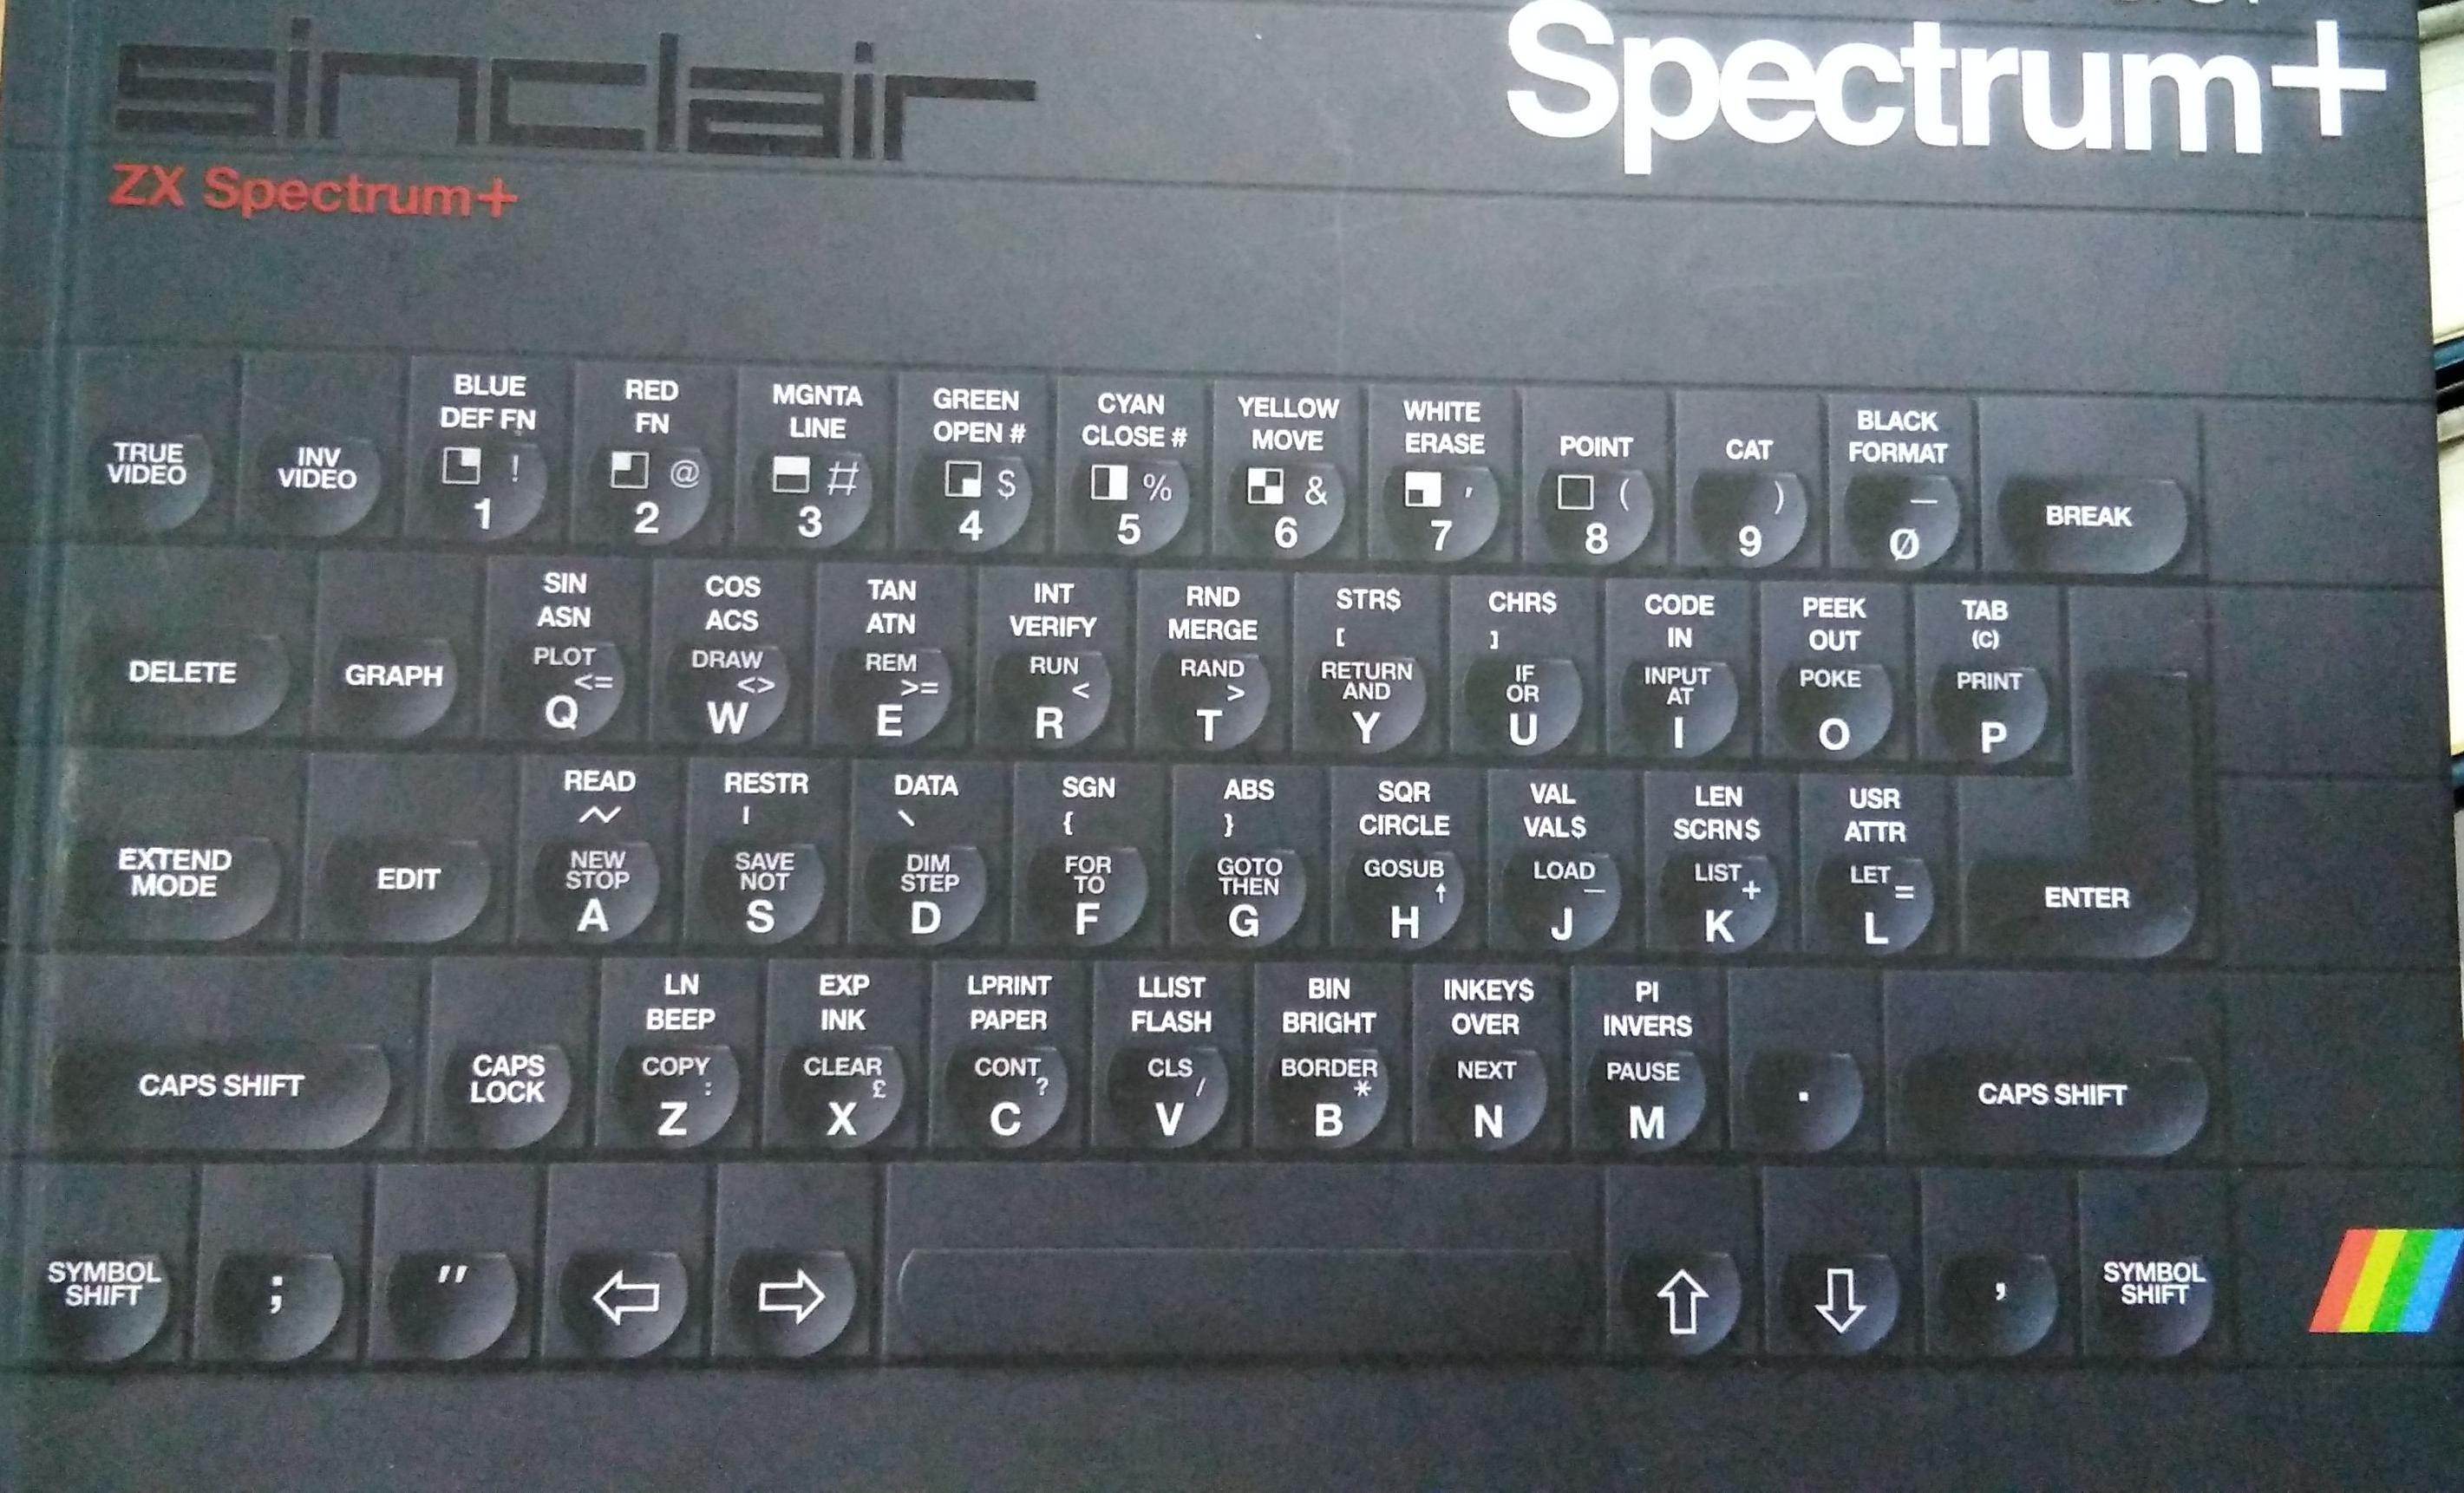 sinclair
Spectrum+
ZX Spectrum+
BLUE RED MGNTA GREEN CYAN YELLOW WHITE BLACK
DEF FN FN LINE OPEN # CLOSE # MOVE ERASE POINT CAT FORMAT
TRUE VIDEO INV VIDEO ! @ # $ % & ' ( ) _ BREAK
1 2 3 4 5 6 7 8 9 Ø
SIN COS TAN INT RND STR$ CHR$ CODE PEEK TAB
ASN ACS ATN VERIFY MERGE [ ] IN OUT (C)
DELETE GRAPH PLOT <= DRAW <> REM >= RUN < RAND > RETURN AND IF OR INPUT AT POKE PRINT
Q W E R T Y U I O P
READ RESTR DATA SGN ABS SQR VAL LEN USR
~ | \ { } CIRCLE VAL$ SCRN$ ATTR
EXTEND MODE EDIT NEW STOP SAVE NOT DIM STEP FOR TO GOTO THEN GOSUB ↑ LOAD — LIST + LET = ENTER
A S D F G H J K L
LN EXP LPRINT LLIST BIN INKEY$ PI
BEEP INK PAPER FLASH BRIGHT OVER INVERS
CAPS SHIFT CAPS LOCK COPY : CLEAR £ CONT ? CLS / BORDER * NEXT PAUSE . CAPS SHIFT
Z X C V B N M
SYMBOL SHIFT ; " ⇦ ⇨ ⇧ ⇩ , SYMBOL SHIFT